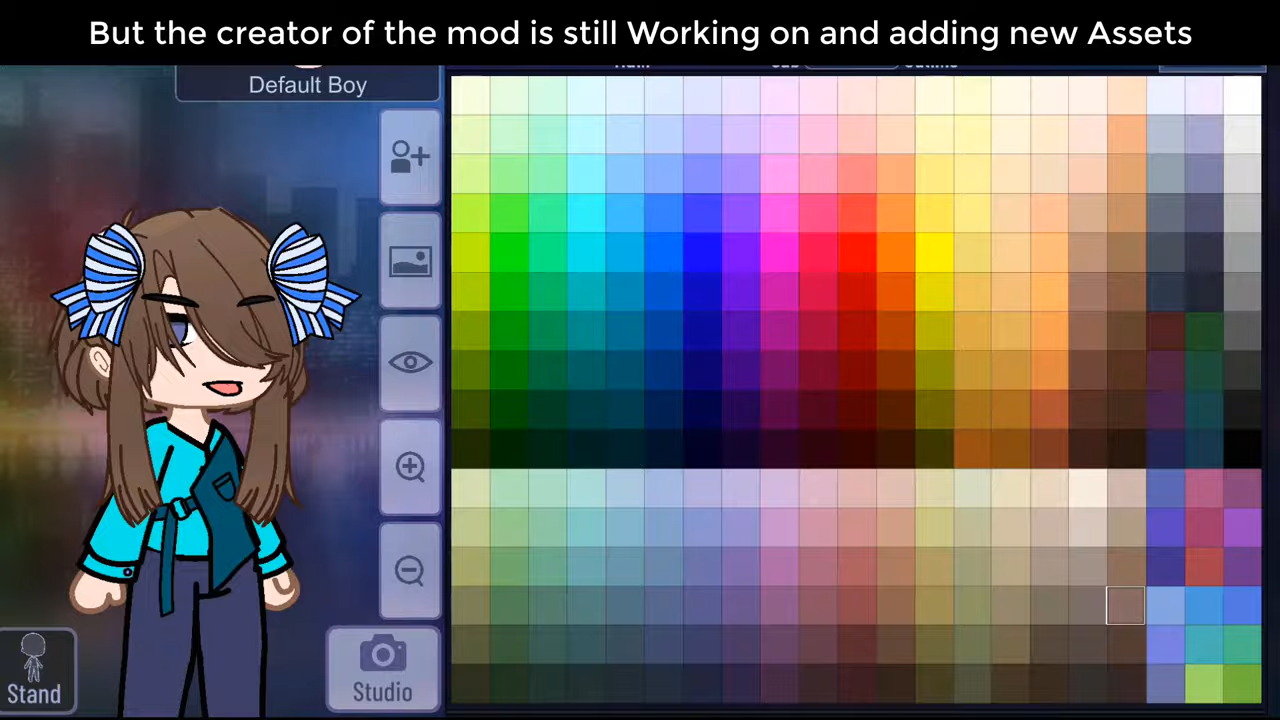 But the creator of the mod is still Working on and adding new Assets
Default Boy
Stand
Studio